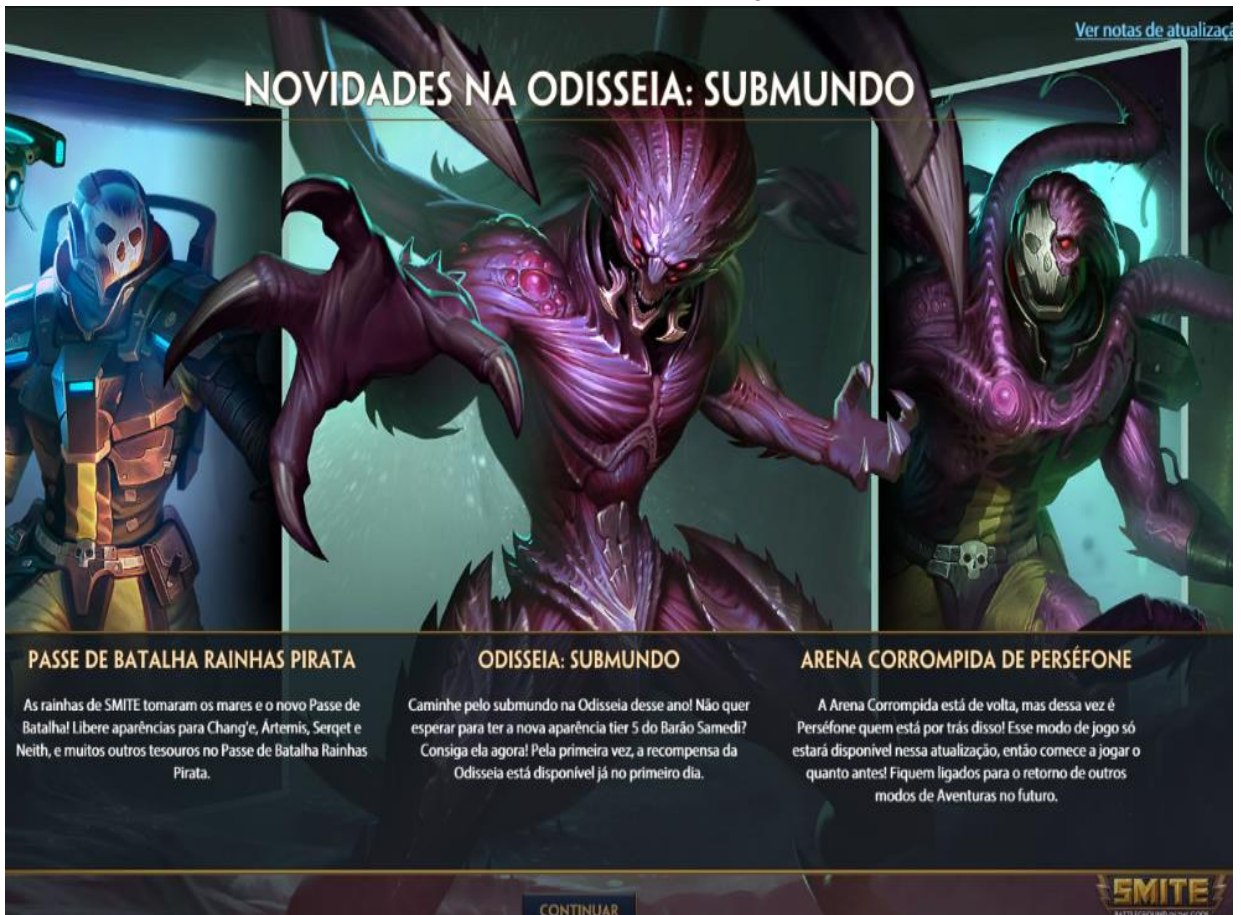 Ver notas de atualizaçã
NOVIDADES NA ODISSEIA: SUBMUNDO
PASSE DE BATALHA RAINHAS PIRATA
As rainhas de SMITE tomaram os mares e o novo Passe de
Batalha! Libere aparências para Chang'e, Ártemis, Serqet e
Neith, e muitos outros tesouros no Passe de Batalha Rainhas
Pirata.
ODISSEIA: SUBMUNDO
Caminhe pelo submundo na Odisseia desse ano! Não quer
esperar para ter a nova aparência tier 5 do Barão Samedi?
Consiga ela agora! Pela primeira vez, a recompensa da
Odisseia está disponível já no primeiro dia.
ARENA CORROMPIDA DE PERSÉFONE
A Arena Corrompida está de volta, mas dessa vez é
Perséfone quem está por trás disso! Esse modo de jogo só
estará disponível nessa atualização, então comece a jogar o
quanto antes! Fiquem ligados para o retorno de outros
modos de Aventuras no futuro.
CONTINUAR
SMITE